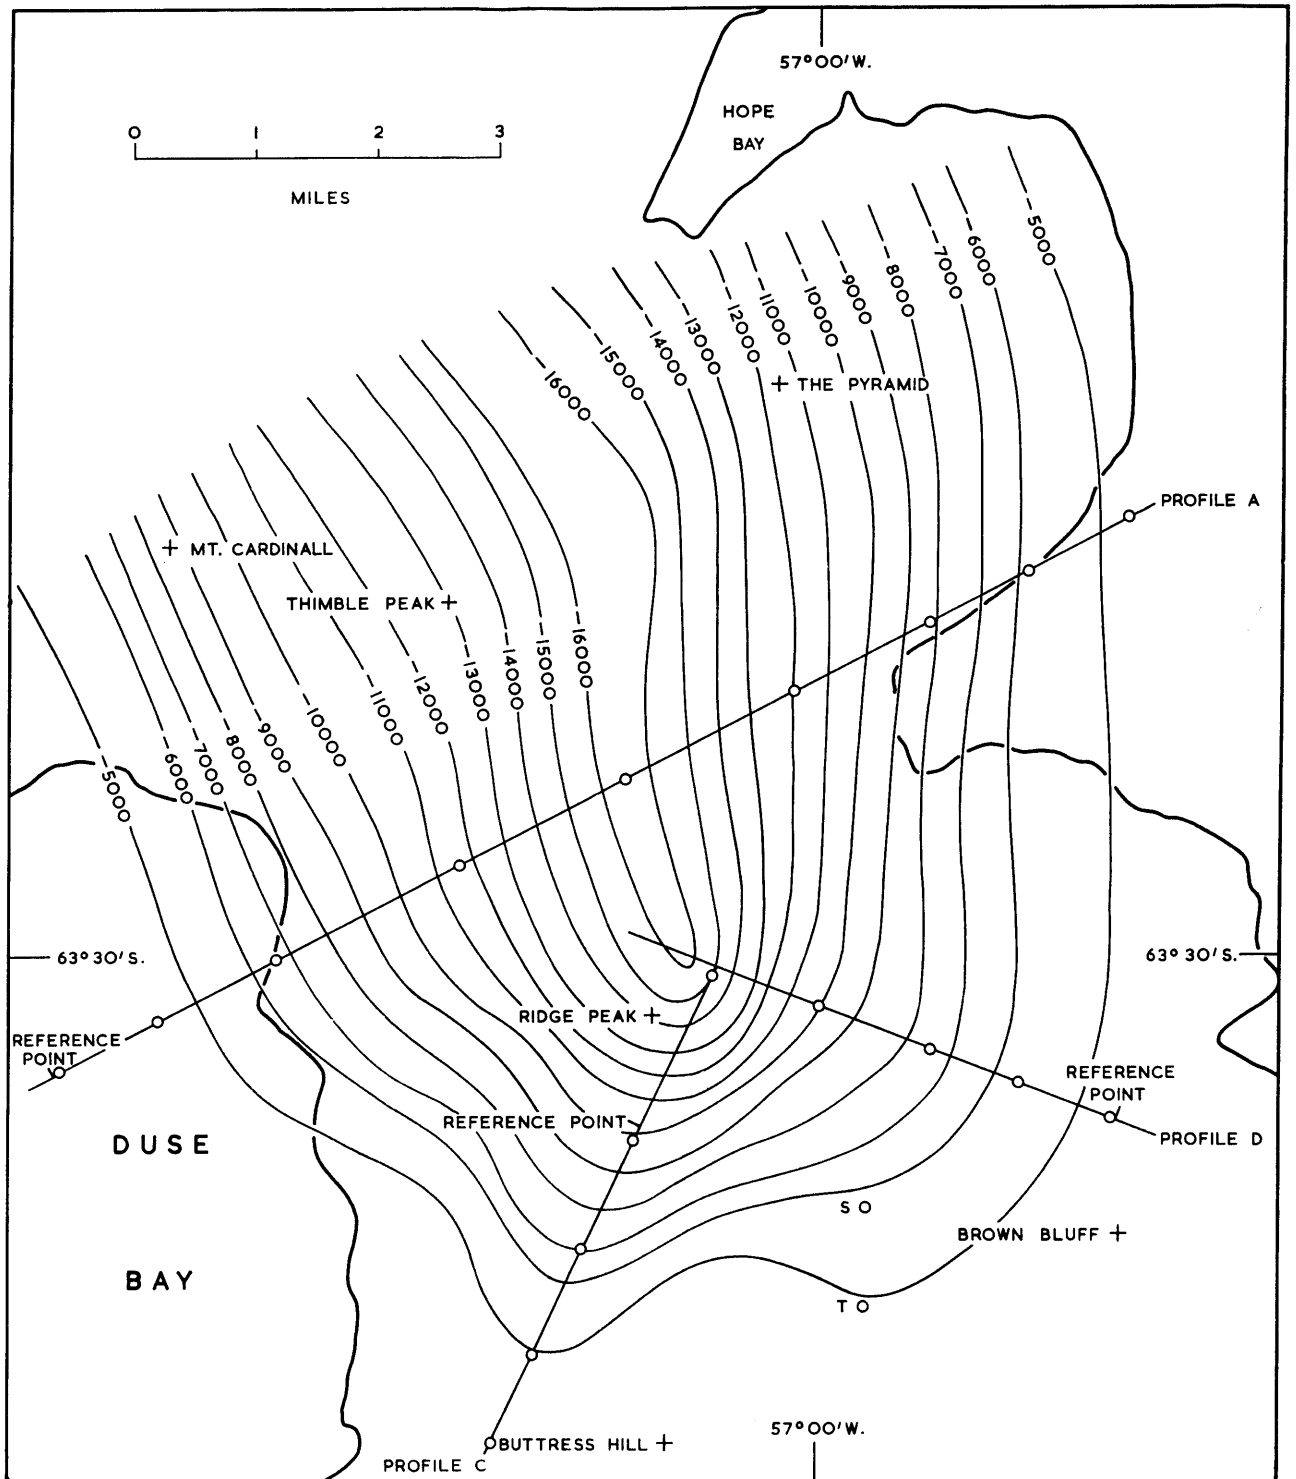 57°00'W.
HOPE
BAY
0 1 2 3
MILES
-5000
-6000
-7000
-8000
-9000
-10000
-11000
-12000
-13000
-14000
-15000
-16000
+ THE PYRAMID
PROFILE A
+ MT. CARDINALL
THIMBLE PEAK +
-16000
-15000
-14000
-13000
-12000
-11000
-10000
-9000
-8000
-7000
-6000
-5000
63°30'S.
63°30'S.
RIDGE PEAK +
REFERENCE
POINT
REFERENCE
POINT
REFERENCE POINT
PROFILE D
DUSE
BAY
S
BROWN BLUFF +
T
57°00'W.
BUTTRESS HILL +
PROFILE C